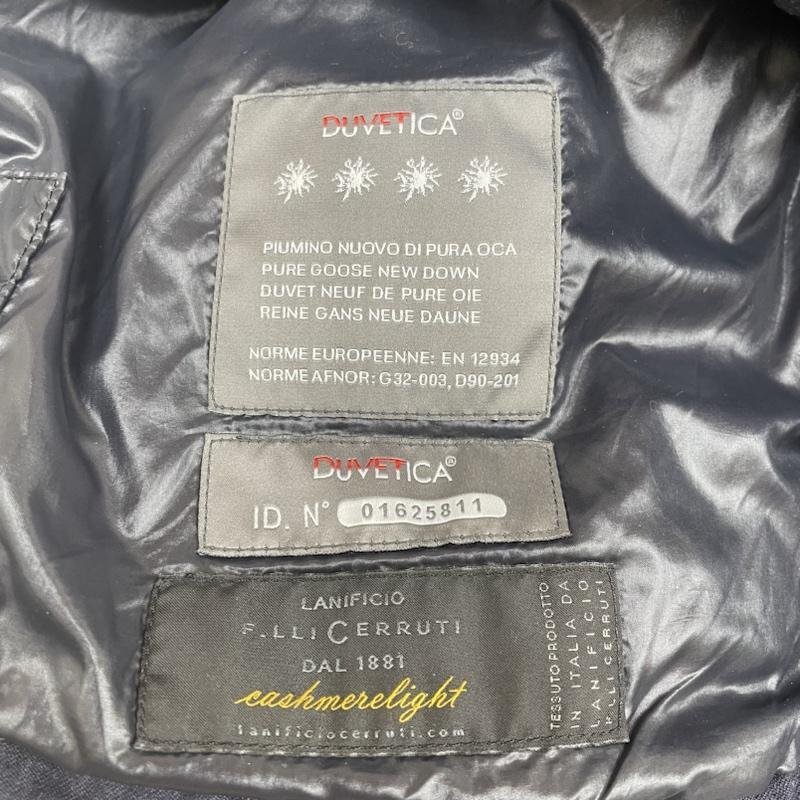 DUVETICA®
PIUMINO NUOVO DI PURA OCA
PURE GOOSE NEW DOWN
DUVET NEUF DE PURE OIE
REINE GANS NEUE DAUNE
NORME EUROPEENNE: EN 12934
NORME AFNOR: G32-003, D90-201
DUVETICA®
ID. N° 01625811
LANIFICIO
F.LLI CERRUTI
DAL 1881
cashmerelight
lanificiocerruti.com
TESSUTO PRODOTTO
IN ITALIA DA
LANIFICIO
F.LLI CERRUTI